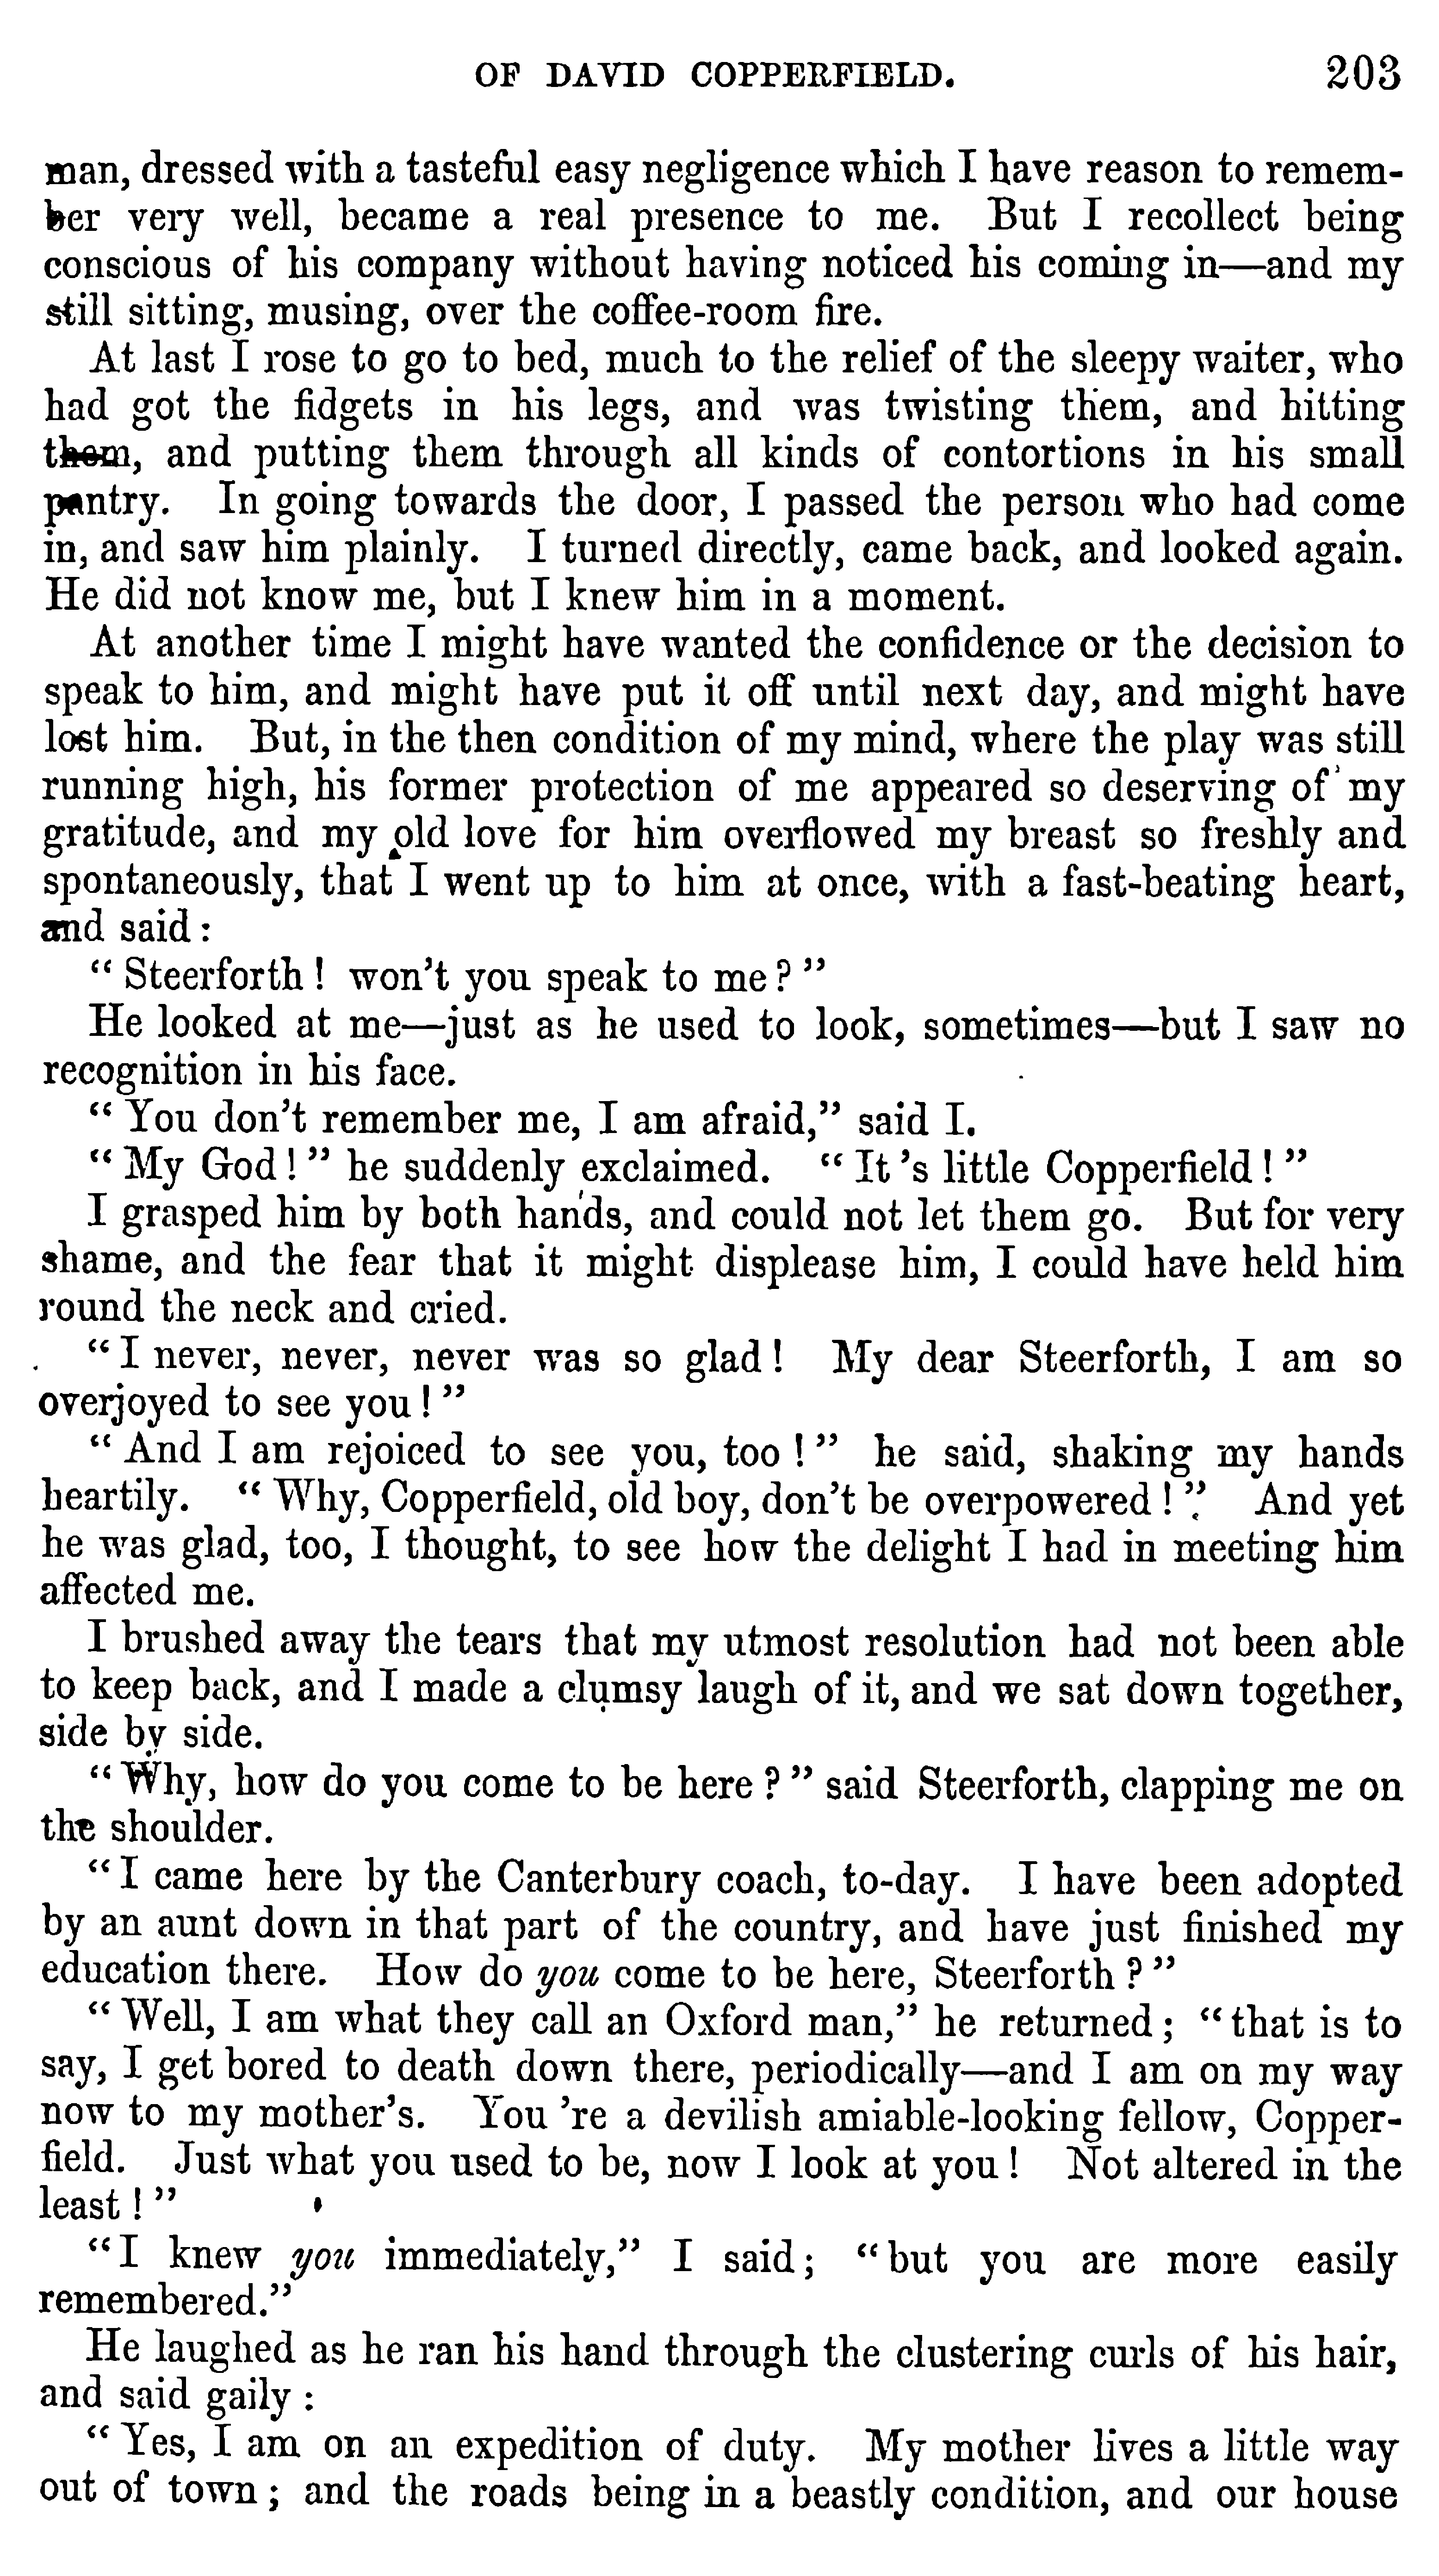 OF DAVID COPPERFIELD. 203
man, dressed with a tasteful easy negligence which I have reason to remem-
ber very well, became a real presence to me. But I recollect being
conscious of his company without having noticed his coming in—and my
still sitting, musing, over the coffee-room fire.
At last I rose to go to bed, much to the relief of the sleepy waiter, who
had got the fidgets in his legs, and was twisting them, and hitting
them, and putting them through all kinds of contortions in his small
pantry. In going towards the door, I passed the person who had come
in, and saw him plainly. I turned directly, came back, and looked again.
He did not know me, but I knew him in a moment.
At another time I might have wanted the confidence or the decision to
speak to him, and might have put it off until next day, and might have
lost him. But, in the then condition of my mind, where the play was still
running high, his former protection of me appeared so deserving of my
gratitude, and my old love for him overflowed my breast so freshly and
spontaneously, that I went up to him at once, with a fast-beating heart,
and said:
“Steerforth! won’t you speak to me?”
He looked at me—just as he used to look, sometimes—but I saw no
recognition in his face.
“You don’t remember me, I am afraid,” said I.
“My God!” he suddenly exclaimed. “It ’s little Copperfield!”
I grasped him by both hands, and could not let them go. But for very
shame, and the fear that it might displease him, I could have held him
round the neck and cried.
“I never, never, never was so glad! My dear Steerforth, I am so
overjoyed to see you!”
“And I am rejoiced to see you, too!” he said, shaking my hands
heartily. “Why, Copperfield, old boy, don’t be overpowered!” And yet
he was glad, too, I thought, to see how the delight I had in meeting him
affected me.
I brushed away the tears that my utmost resolution had not been able
to keep back, and I made a clumsy laugh of it, and we sat down together,
side by side.
“Why, how do you come to be here?” said Steerforth, clapping me on
the shoulder.
“I came here by the Canterbury coach, to-day. I have been adopted
by an aunt down in that part of the country, and have just finished my
education there. How do you come to be here, Steerforth?”
“Well, I am what they call an Oxford man,” he returned; “that is to
say, I get bored to death down there, periodically—and I am on my way
now to my mother’s. You ’re a devilish amiable-looking fellow, Copper-
field. Just what you used to be, now I look at you! Not altered in the
least!”
“I knew you immediately,” I said; “but you are more easily
remembered.”
He laughed as he ran his hand through the clustering curls of his hair,
and said gaily:
“Yes, I am on an expedition of duty. My mother lives a little way
out of town; and the roads being in a beastly condition, and our house